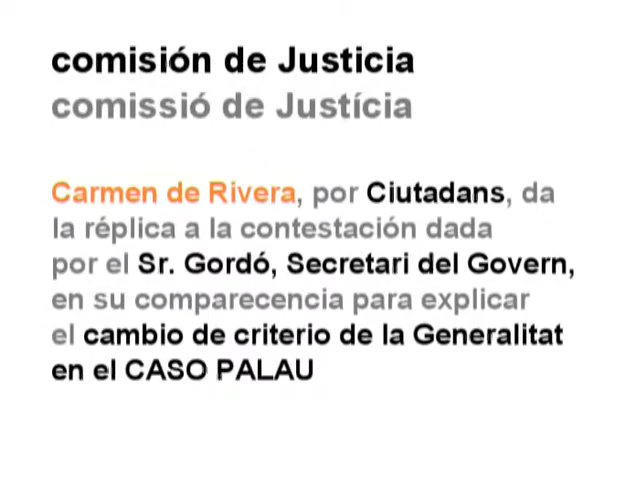 comisión de Justicia
comissió de Justícia
Carmen de Rivera, por Ciutadans, da
la réplica a la contestación dada
por el Sr. Gordó, Secretari del Govern,
en su comparecencia para explicar
el cambio de criterio de la Generalitat
en el CASO PALAU